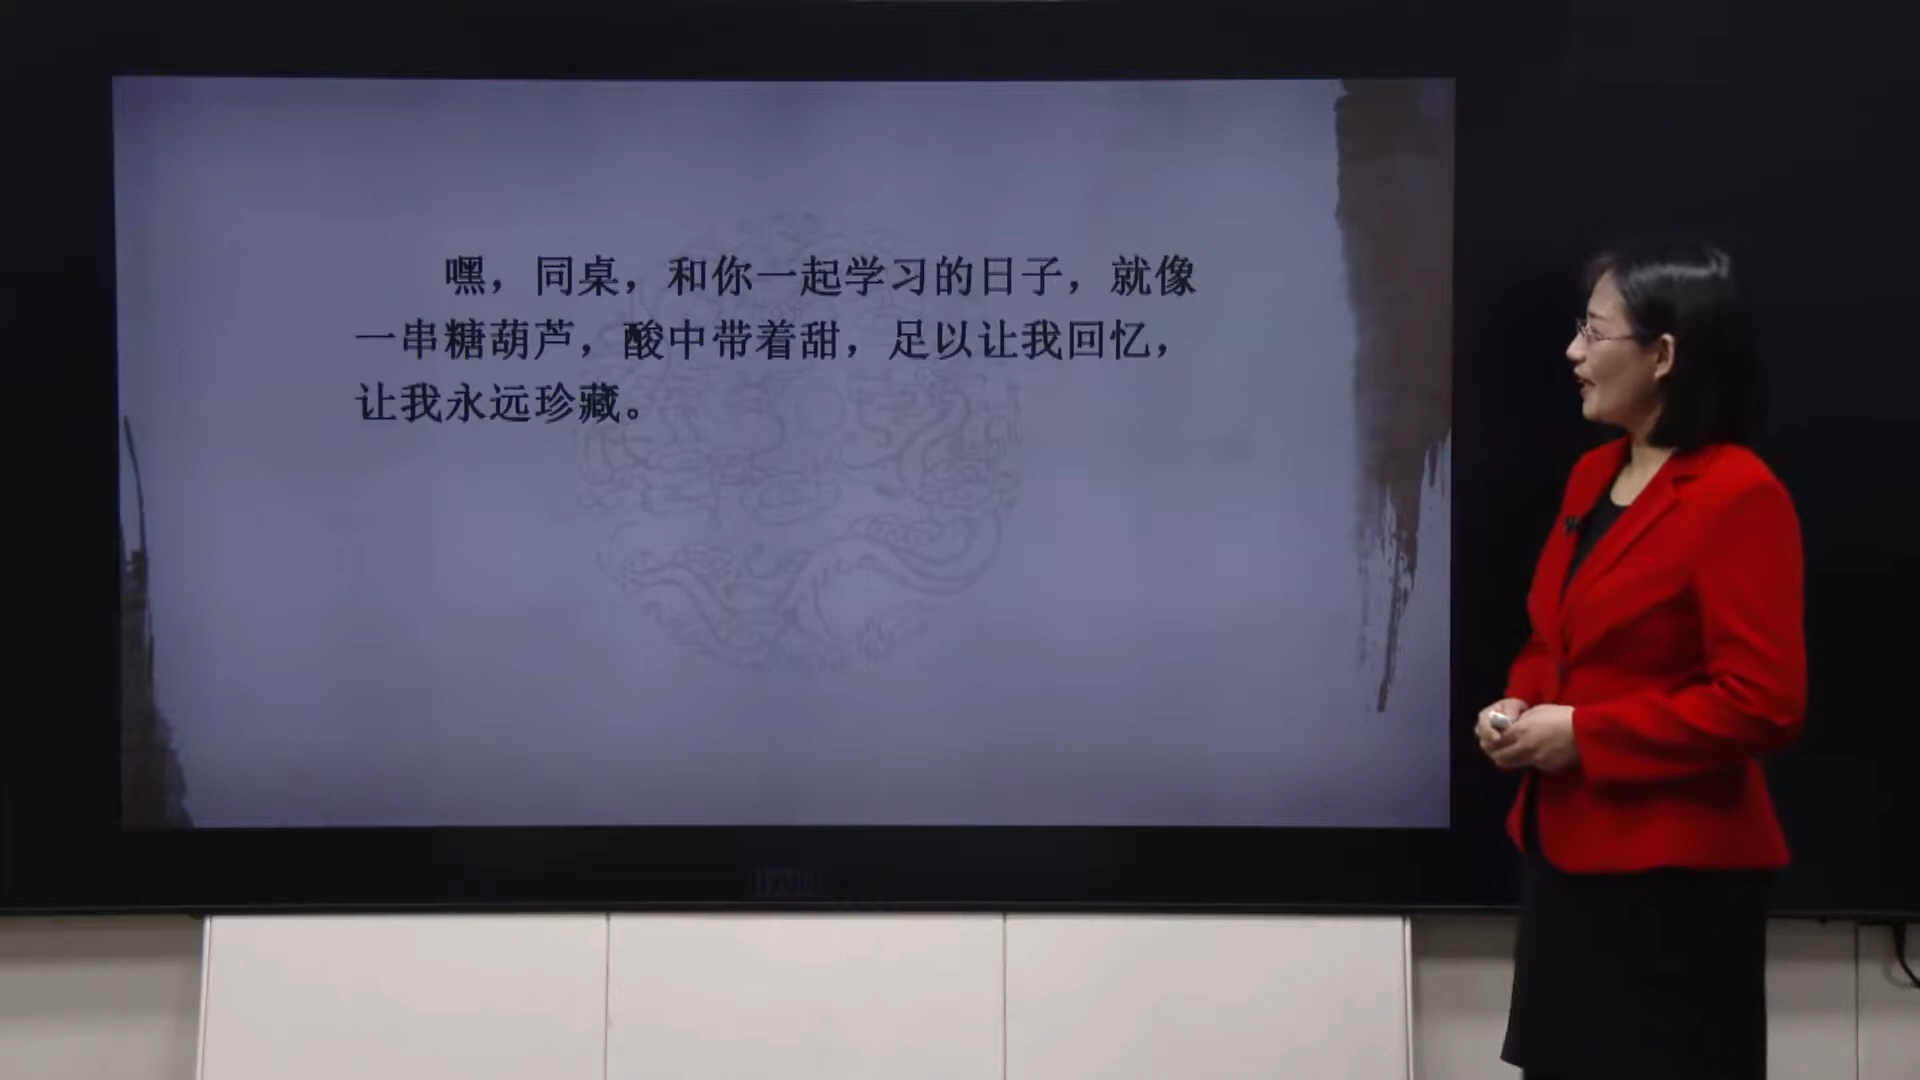 嘿，同桌，和你一起学习的日子，就像
一串糖葫芦，酸中带着甜，足以让我回忆，
让我永远珍藏。